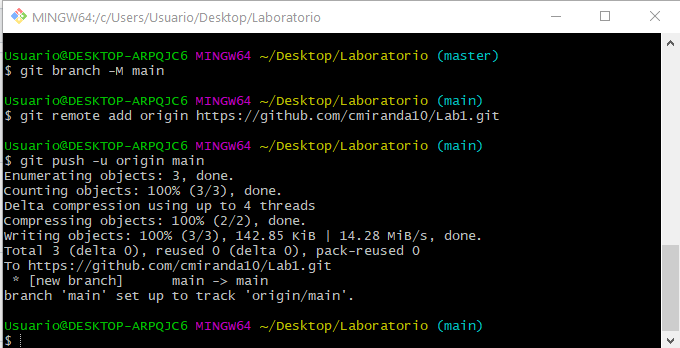 MINGW64:/c/Users/Usuario/Desktop/Laboratorio
Usuario@DESKTOP-ARPQJC6 MINGW64 ~/Desktop/Laboratorio (master)
$ git branch -M main
Usuario@DESKTOP-ARPQJC6 MINGW64 ~/Desktop/Laboratorio (main)
$ git remote add origin https://github.com/cmiranda10/Lab1.git
Usuario@DESKTOP-ARPQJC6 MINGW64 ~/Desktop/Laboratorio (main)
$ git push -u origin main
Enumerating objects: 3, done.
Counting objects: 100% (3/3), done.
Delta compression using up to 4 threads
Compressing objects: 100% (2/2), done.
Writing objects: 100% (3/3), 142.85 KiB | 14.28 MiB/s, done.
Total 3 (delta 0), reused 0 (delta 0), pack-reused 0
To https://github.com/cmiranda10/Lab1.git
 * [new branch]      main -> main
branch 'main' set up to track 'origin/main'.
Usuario@DESKTOP-ARPQJC6 MINGW64 ~/Desktop/Laboratorio (main)
$